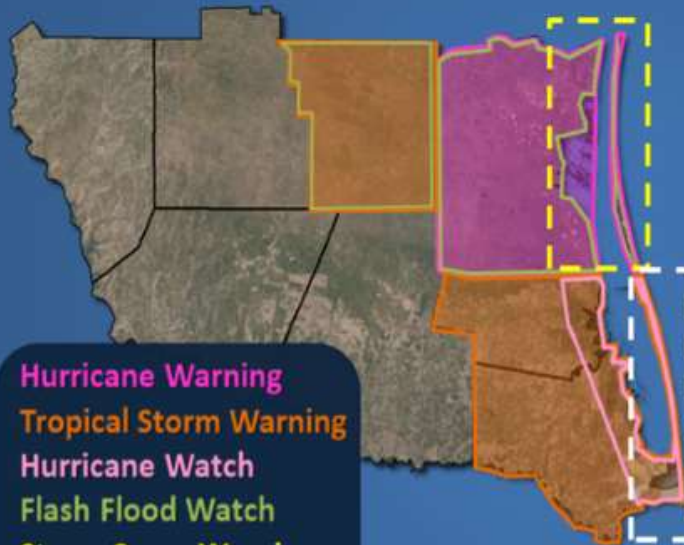 Hurricane Warning
Tropical Storm Warning
Hurricane Watch
Flash Flood Watch